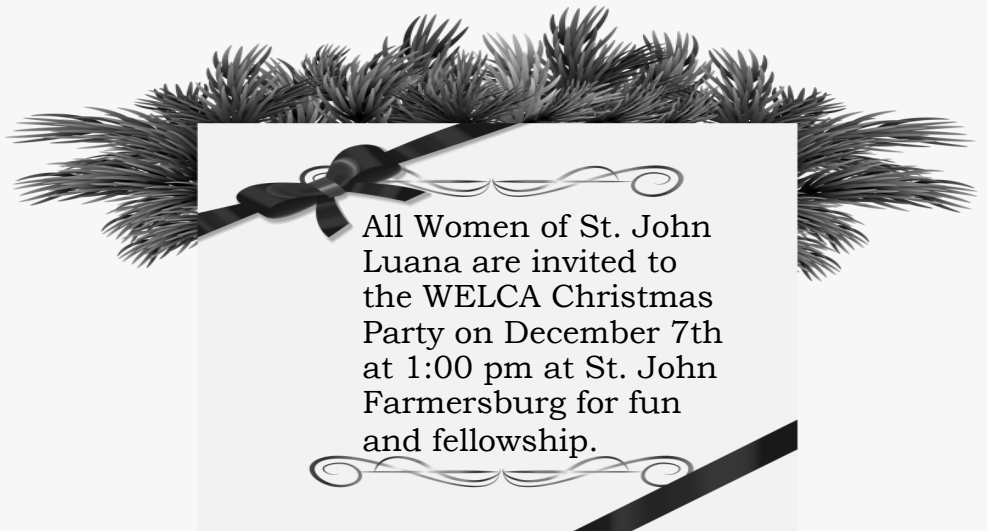 All Women of St. John
Luana are invited to
the WELCA Christmas
Party on December 7th
at 1:00 pm at St. John
Farmersburg for fun
and fellowship.